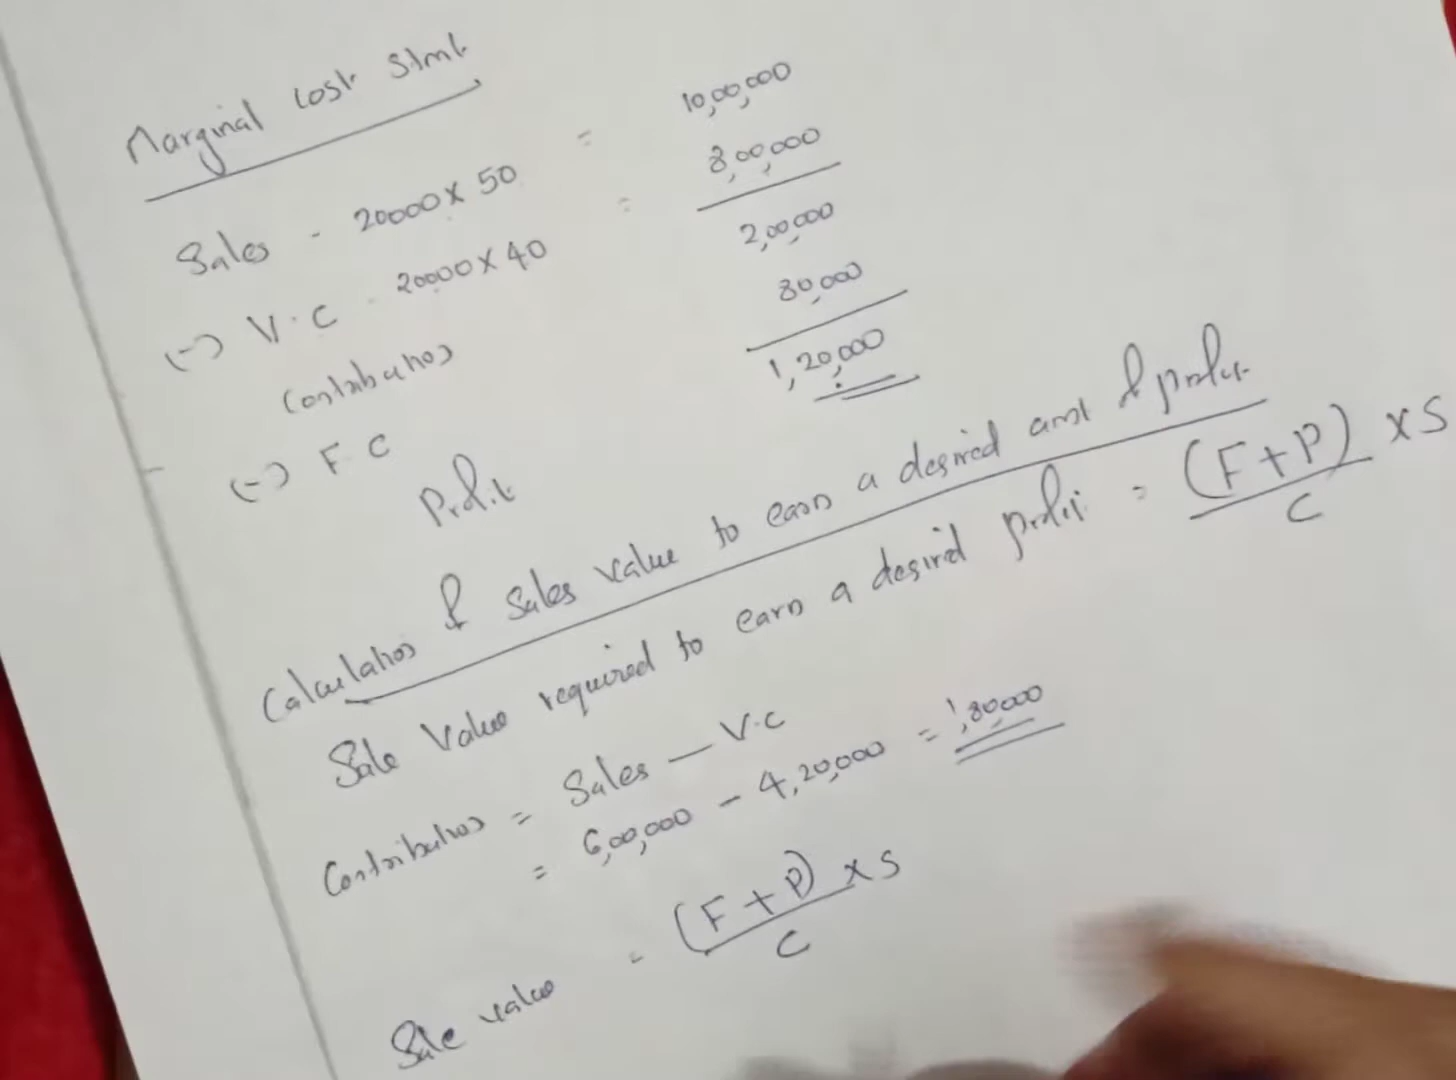 Marginal Cost Stmt
Sales - 20000 X 50 = 10,00,000
(-) V.C - 20000 X 40 = 8,00,000
Contribution 2,00,000
(-) F.C 80,000
Profit 1,20,000
Calculation of Sales value to earn a desired amt of profit
Sale Value required to earn a desired profit = (F+P) x S
C
Contribution = Sales - V.C
= 6,00,000 - 4,20,000 = 1,80,000
Sale value = (F+P) x S
C